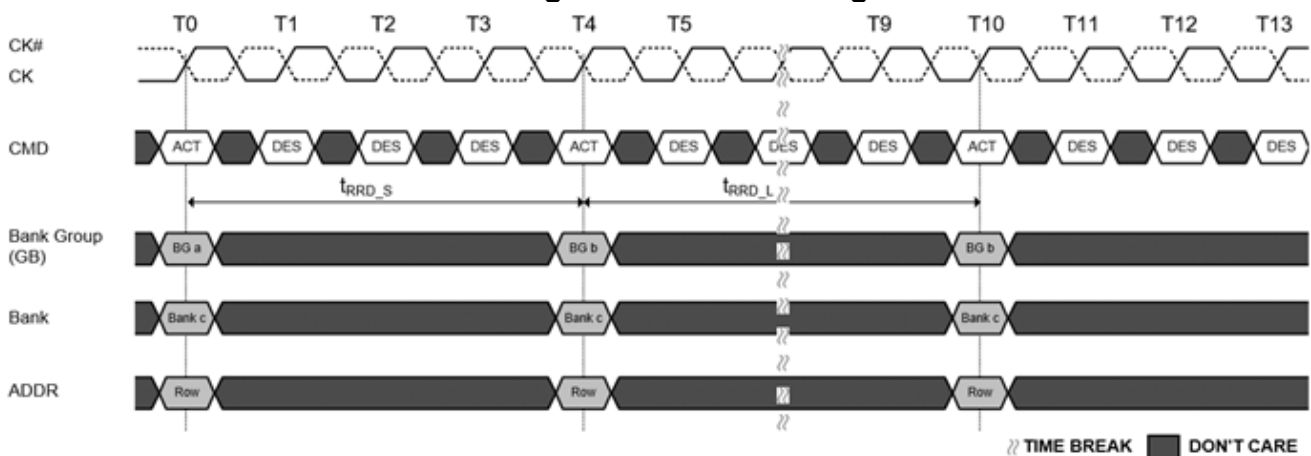 T0 T1 T2 T3 T4 T5 T9 T10 T11 T12 T13
CK#
CK
CMD ACT DES DES DES ACT DES DES DES ACT DES DES DES
tRRD_S tRRD_L
Bank Group
(GB)
BG a BG b BG b
Bank Bank c Bank c Bank c
ADDR Row Row Row
TIME BREAK DON'T CARE